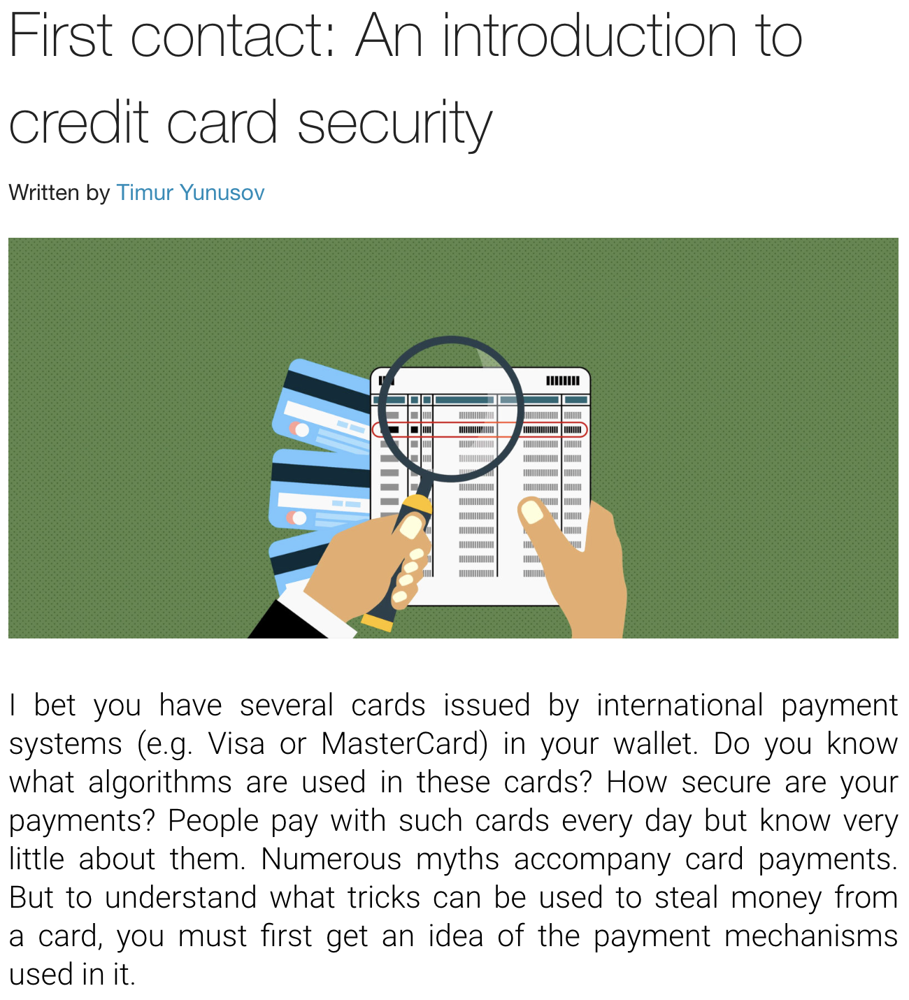 First contact: An introduction to
credit card security
Written by Timur Yunusov
I bet you have several cards issued by international payment
systems (e.g. Visa or MasterCard) in your wallet. Do you know
what algorithms are used in these cards? How secure are your
payments? People pay with such cards every day but know very
little about them. Numerous myths accompany card payments.
But to understand what tricks can be used to steal money from
a card, you must first get an idea of the payment mechanisms
used in it.